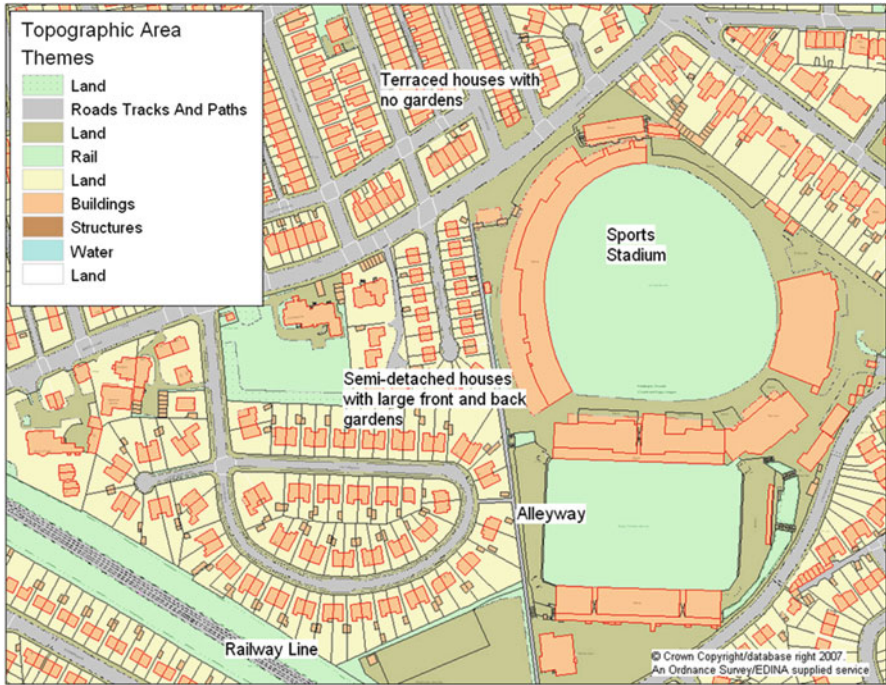 Topographic Area
Themes
Land
Roads Tracks And Paths
Land
Rail
Land
Buildings
Structures
Water
Land
Terraced houses with
no gardens
Sports
Stadium
Semi-detached houses
with large front and back
gardens
Alleyway
Railway Line
© Crown Copyright/database right 2007.
An Ordnance Survey/EDINA supplied service